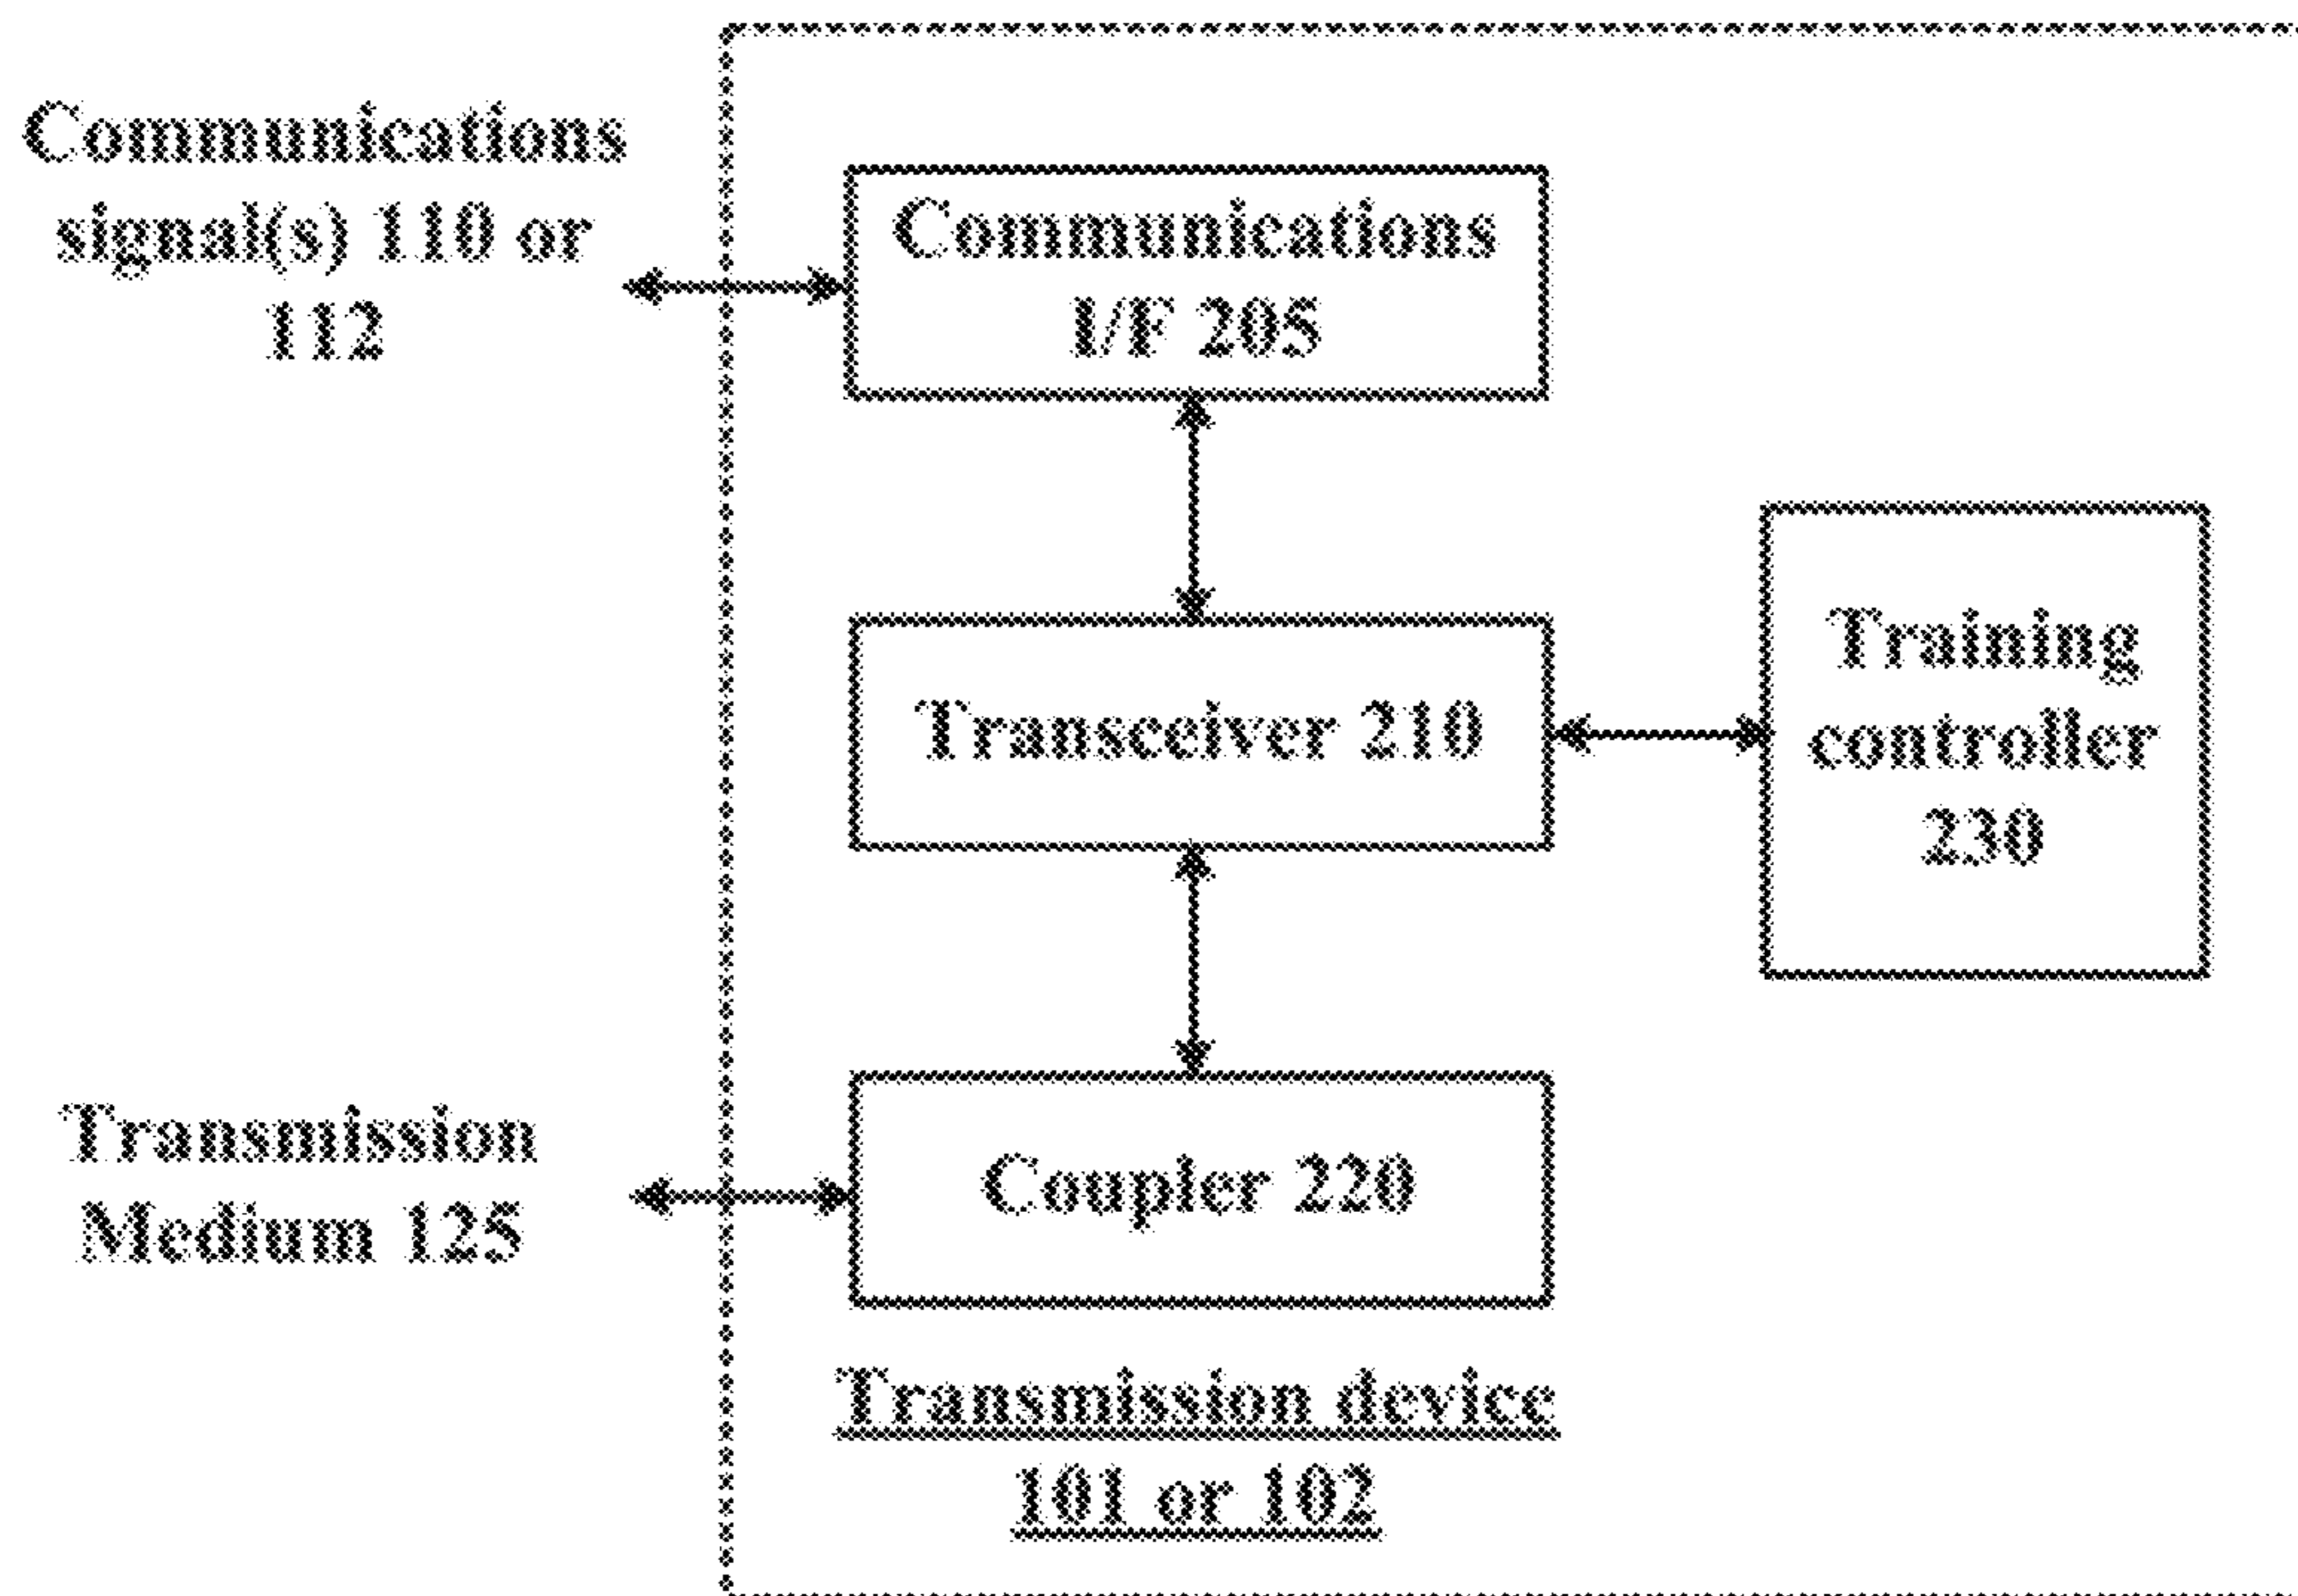 Communications
signal(s) 110 or
112
Communications
I/F 205
Transceiver 210
Training
controller
230
Transmission
Medium 125
Coupler 220
Transmission device
101 or 102